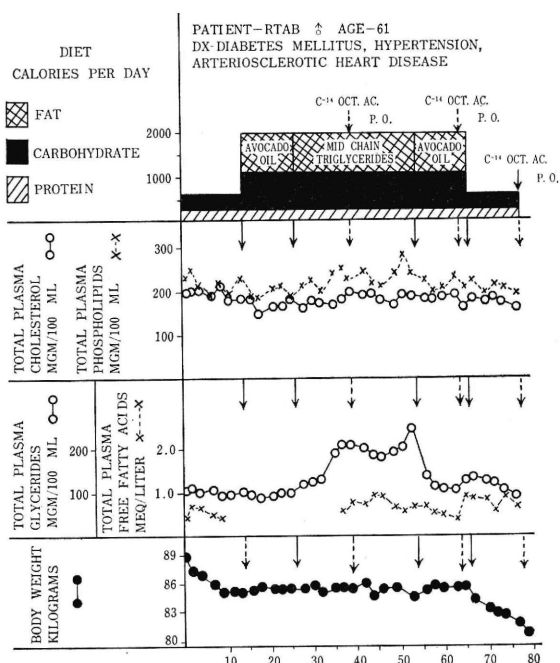 PATIENT-RTAB ♂ AGE-61
DX-DIABETES MELLITUS, HYPERTENSION,
ARTERIOSCLEROTIC HEART DISEASE
DIET
CALORIES PER DAY
FAT
CARBOHYDRATE
PROTEIN
2000
1000
C-14 OCT. AC.
P. O.
C-14 OCT. AC.
P. O.
C-14 OCT. AC.
P. O.
AVOCADO
OIL
MID CHAIN
TRIGLYCERIDES
AVOCADO
OIL
TOTAL PLASMA
CHOLESTEROL
MGM/100 ML
TOTAL PLASMA
PHOSPHOLIPIDS
MGM/100 ML
300
200
100
TOTAL PLASMA
GLYCERIDES
MGM/100 ML
200
100
TOTAL PLASMA
FREE FATTY ACIDS
MEQ/LITER
2.0
1.0
BODY WEIGHT
KILOGRAMS
89
86
83
80
10 20 30 40 50 60 70 80